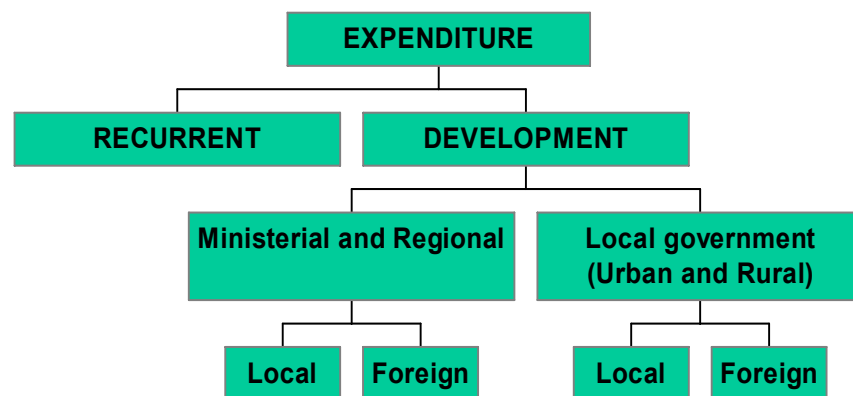 EXPENDITURE
RECURRENT
DEVELOPMENT
Ministerial and Regional
Local government
(Urban and Rural)
Local
Foreign
Local
Foreign